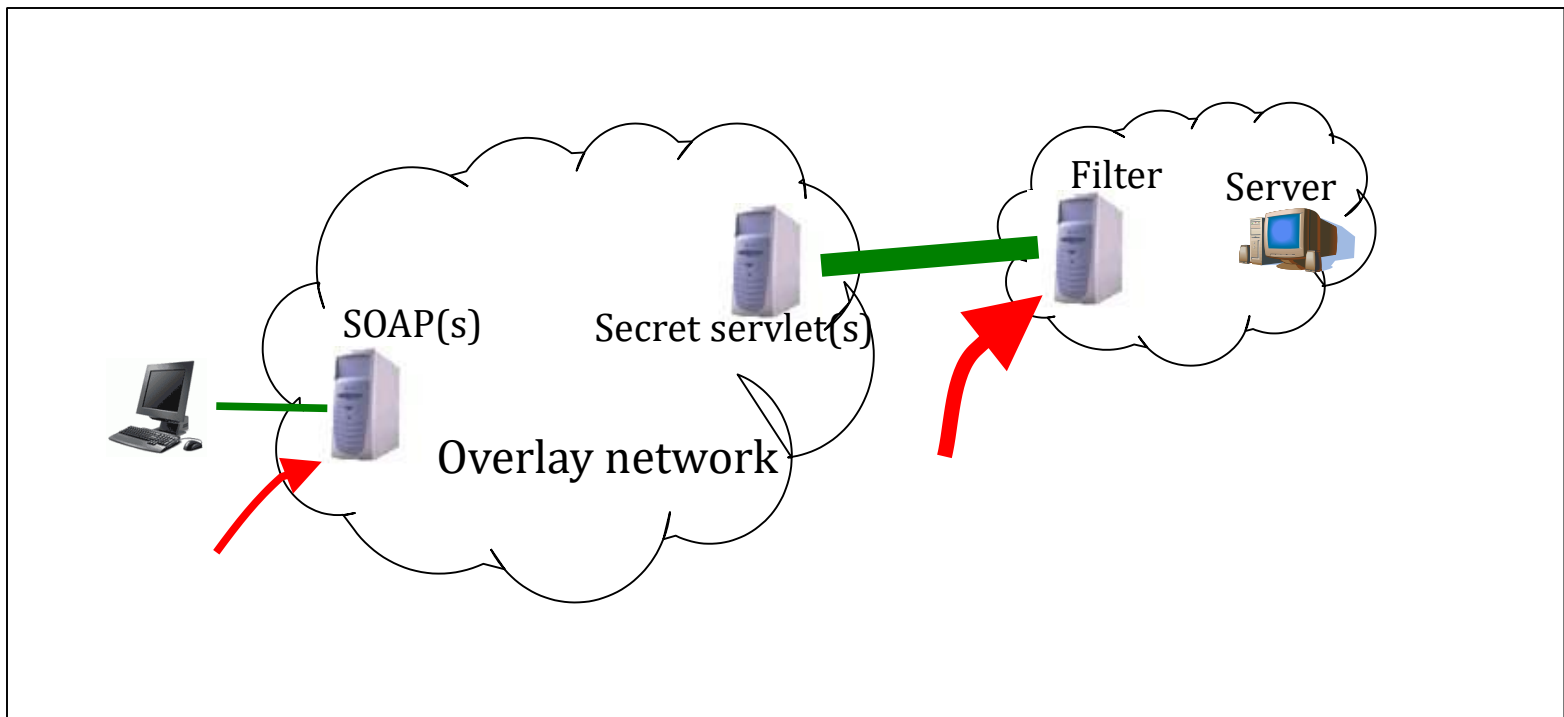 Filter
Server
SOAP(s)
Secret servlet(s)
Overlay network